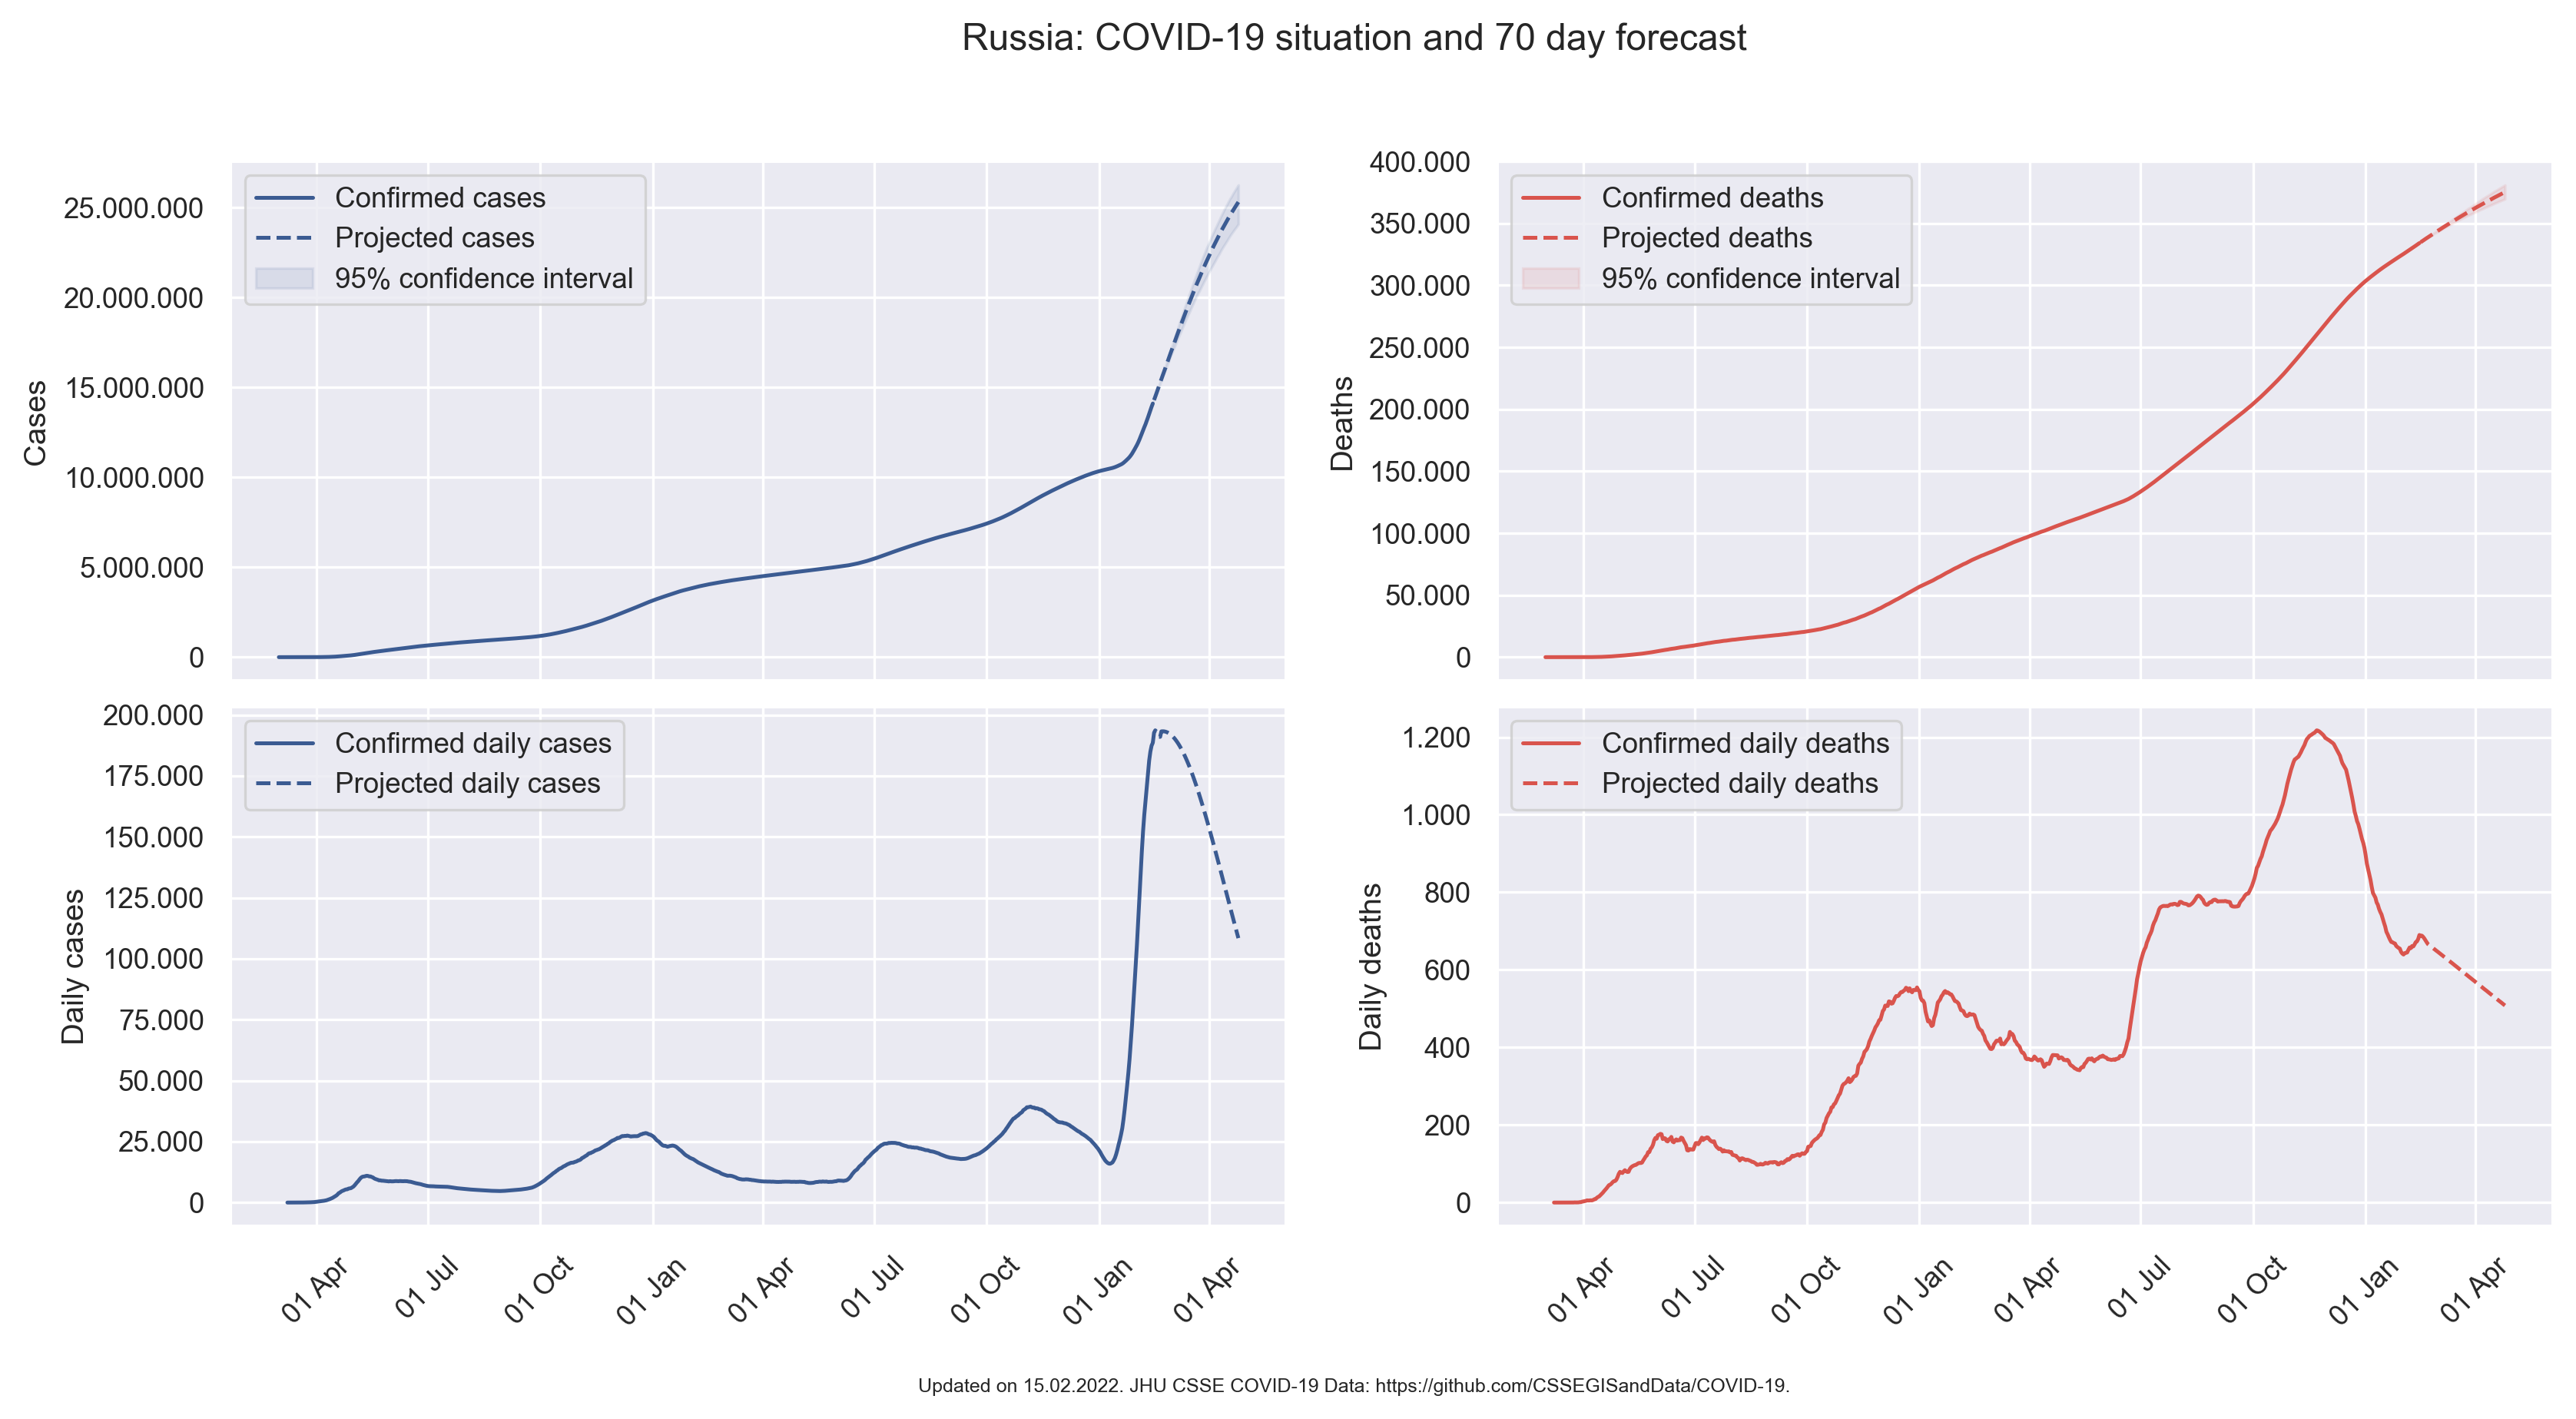 Russia: COVID-19 situation and 70 day forecast
Cases
25.000.000
20.000.000
15.000.000
10.000.000
5.000.000
0
Confirmed cases
Projected cases
95% confidence interval
Deaths
400.000
350.000
300.000
250.000
200.000
150.000
100.000
50.000
0
Confirmed deaths
Projected deaths
95% confidence interval
Daily cases
200.000
175.000
150.000
125.000
100.000
75.000
50.000
25.000
0
Confirmed daily cases
Projected daily cases
01 Apr
01 Jul
01 Oct
01 Jan
01 Apr
01 Jul
01 Oct
01 Jan
01 Apr
Daily deaths
1.200
1.000
800
600
400
200
0
Confirmed daily deaths
Projected daily deaths
01 Apr
01 Jul
01 Oct
01 Jan
01 Apr
01 Jul
01 Oct
01 Jan
01 Apr
Updated on 15.02.2022. JHU CSSE COVID-19 Data: https://github.com/CSSEGISandData/COVID-19.